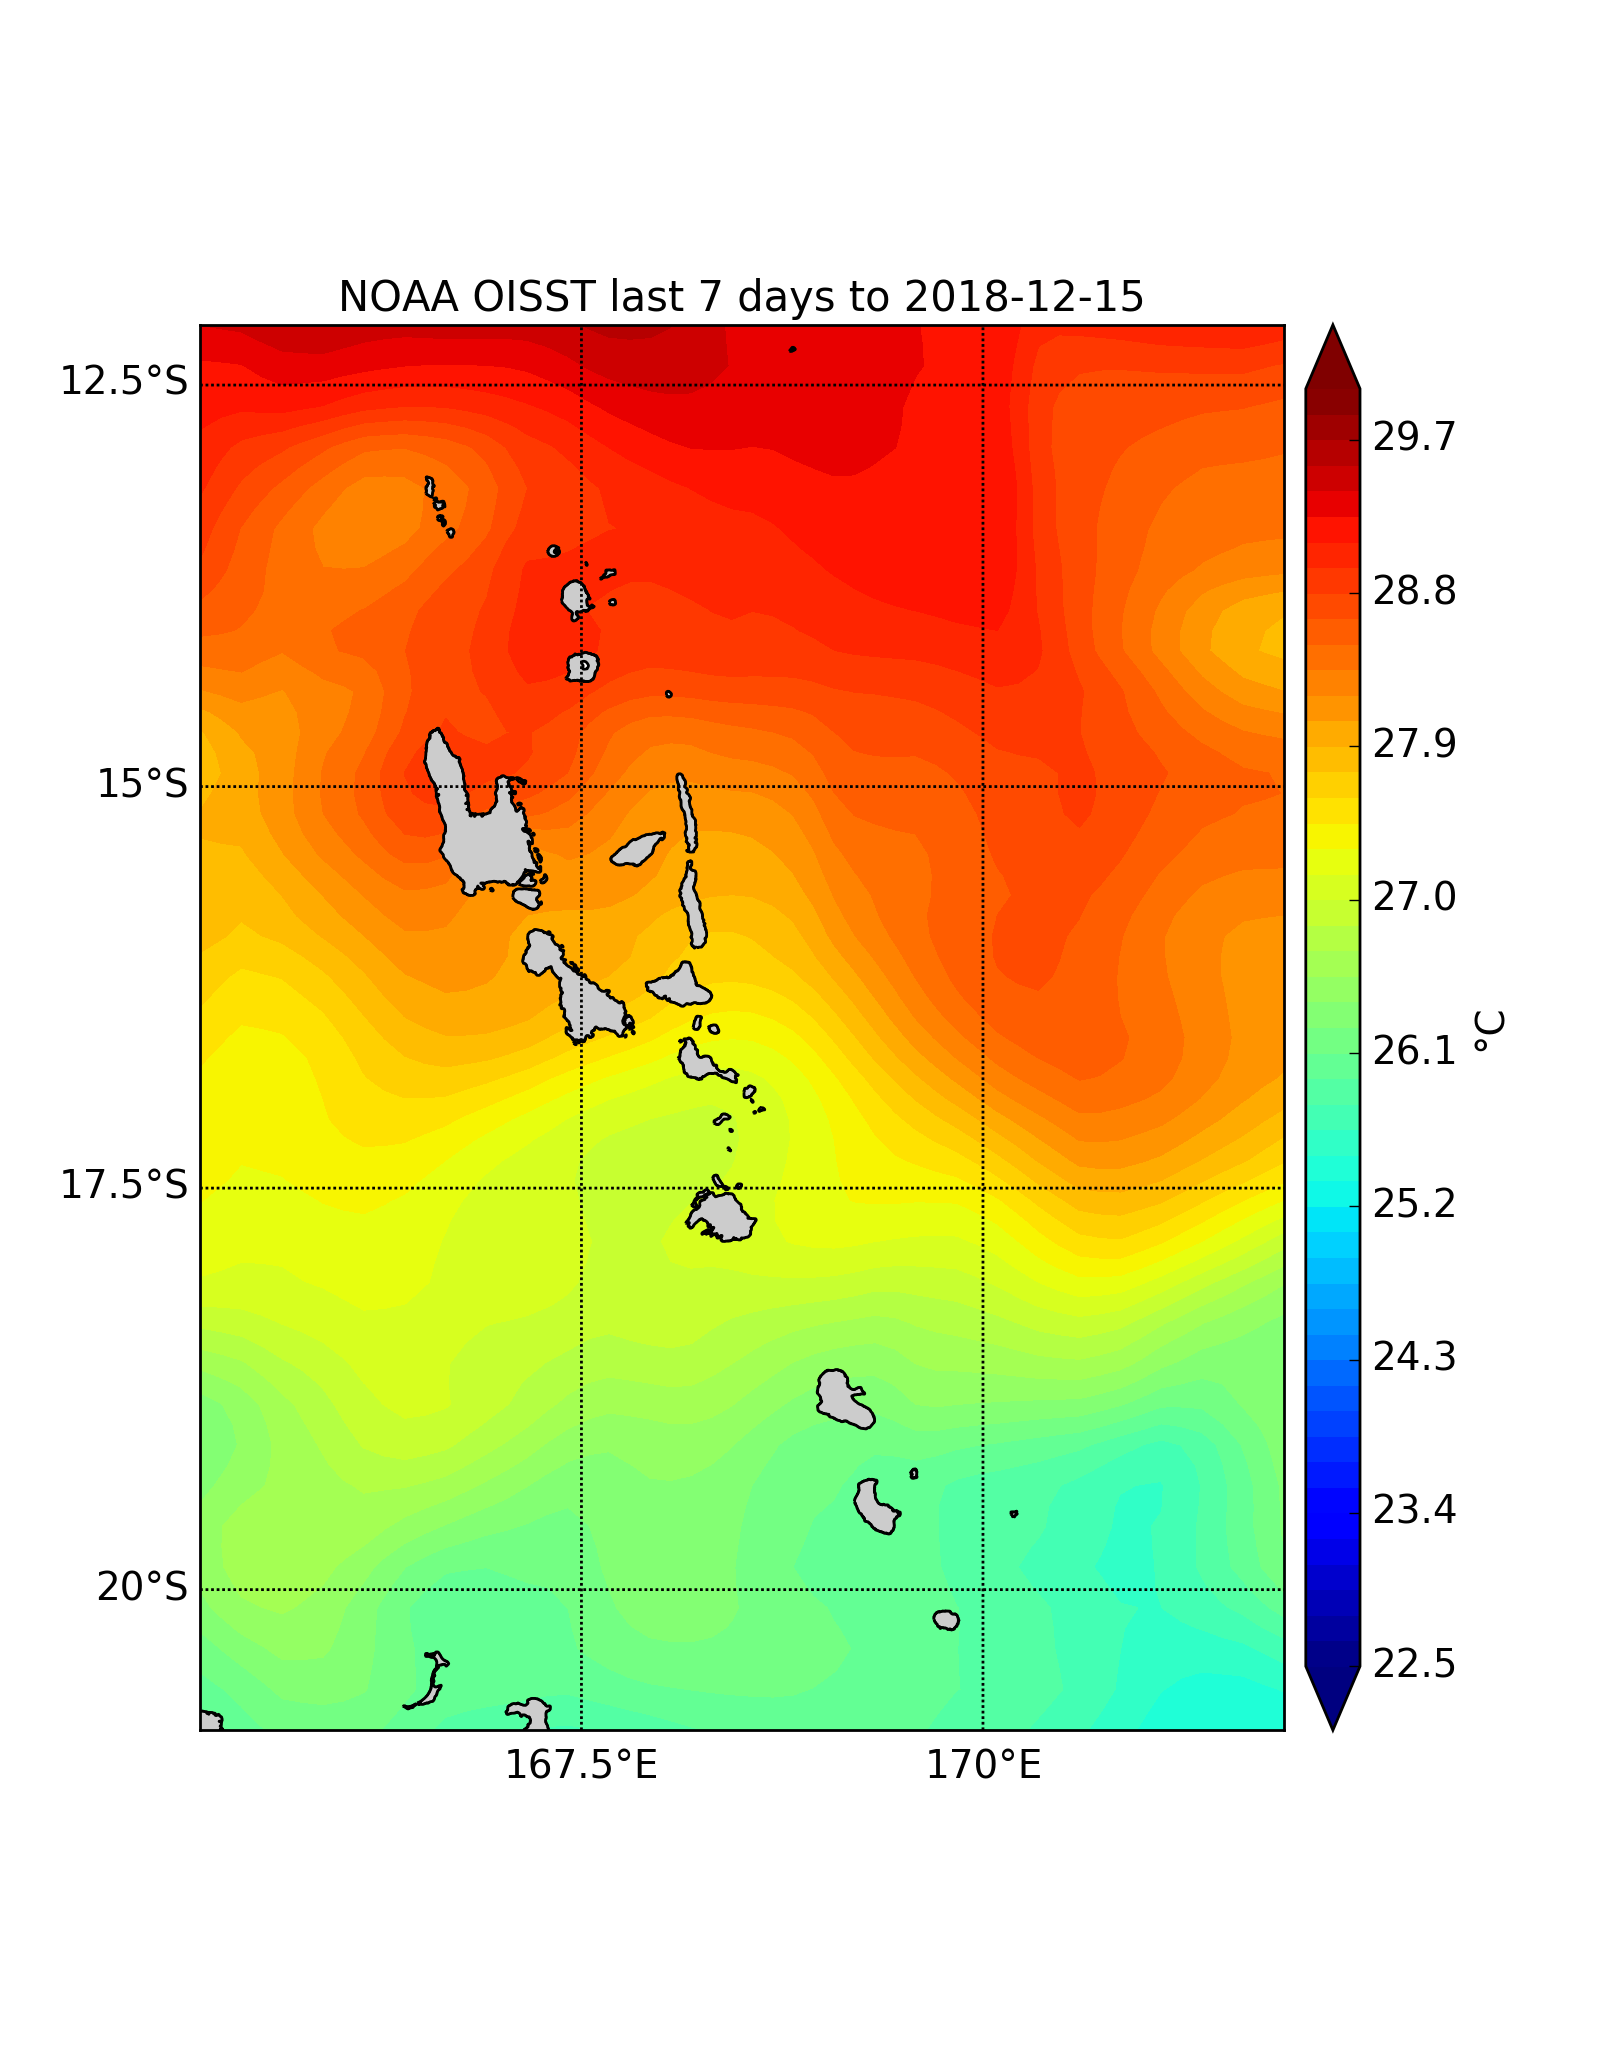 NOAA OISST last 7 days to 2018-12-15
12.5°S
15°S
17.5°S
20°S
167.5°E
170°E
29.7
28.8
27.9
27.0
26.1
25.2
24.3
23.4
22.5
°C